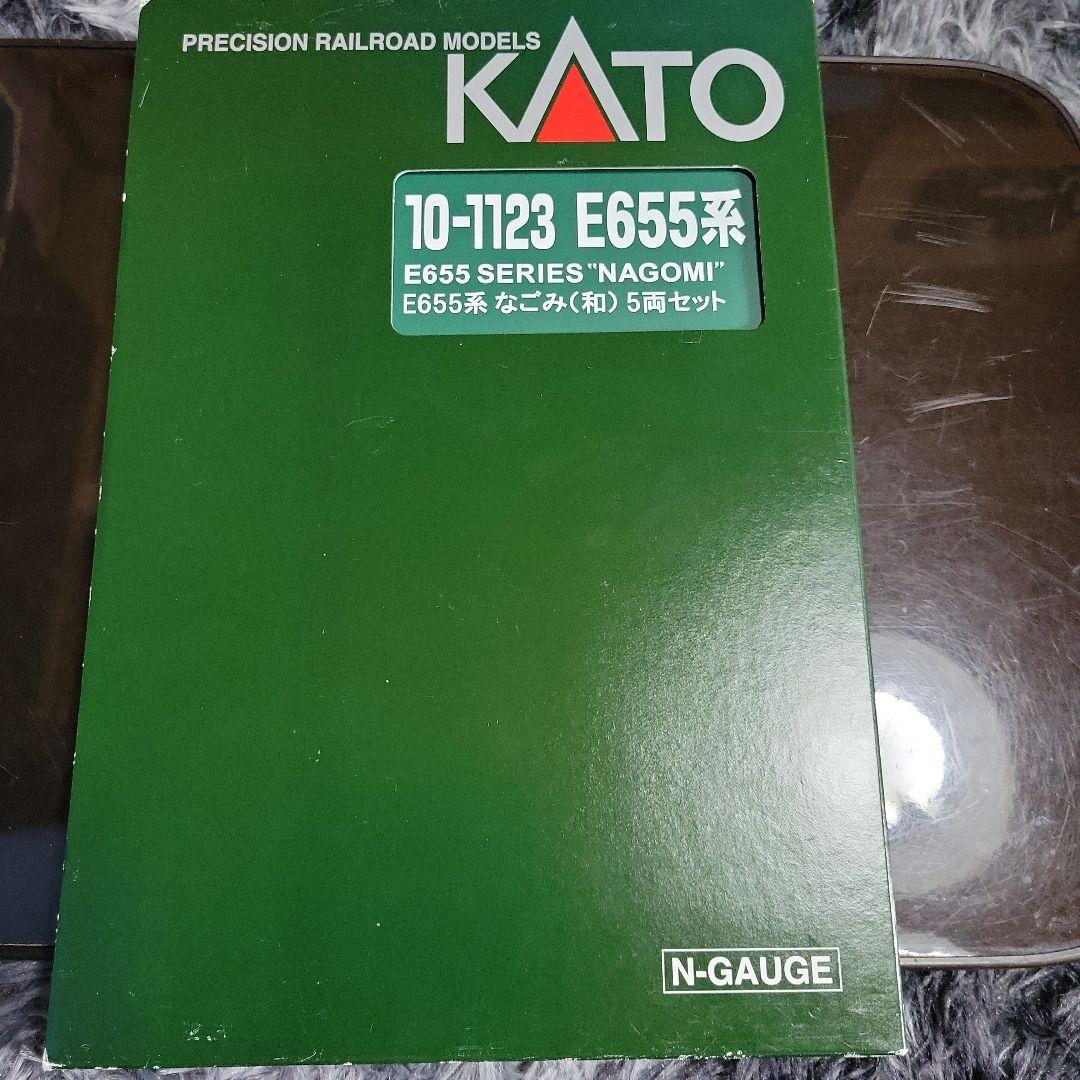 PRECISION RAILROAD MODELS
KATO
10-1123 E655系
E655 SERIES "NAGOMI"
E655系 なごみ(和) 5両セット
N-GAUGE